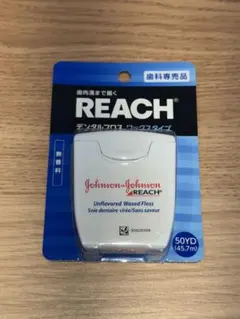 歯科専売品
歯肉溝まで届く
REACH®
デンタルフロス ワックスタイプ
無香料
Johnson & Johnson
REACH®
Unflavored Waxed Floss
Soie dentaire cirée/Sans saveur
50YD
(45.7m)